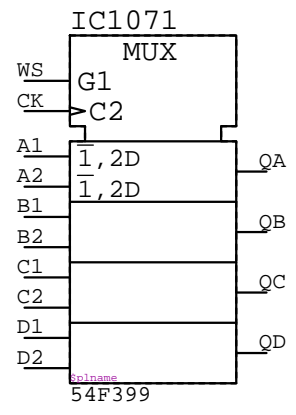 IC1071
MUX
WS
G1
CK
C2
A1
1̅,2D
QA
A2
1̅,2D
B1
QB
B2
C1
QC
C2
D1
QD
D2
$plname
54F399